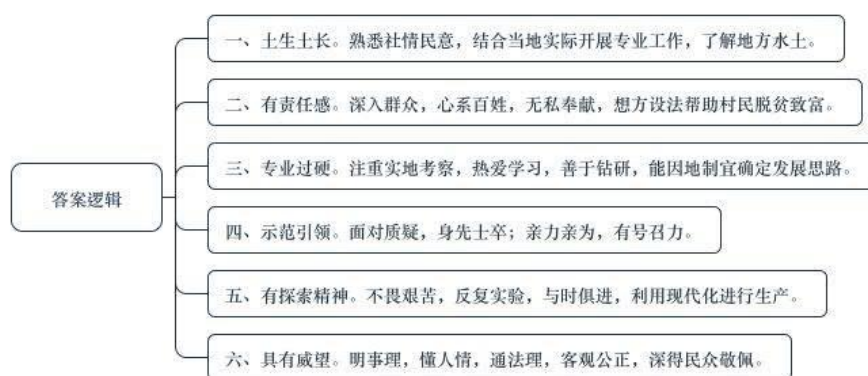 答案逻辑
一、土生土长。熟悉社情民意，结合当地实际开展专业工作，了解地方水土。
二、有责任感。深入群众，心系百姓，无私奉献，想方设法帮助村民脱贫致富。
三、专业过硬。注重实地考察，热爱学习，善于钻研，能因地制宜确定发展思路。
四、示范引领。面对质疑，身先士卒；亲力亲为，有号召力。
五、有探索精神。不畏艰苦，反复实验，与时俱进，利用现代化进行生产。
六、具有威望。明事理，懂人情，通法理，客观公正，深得民众敬佩。